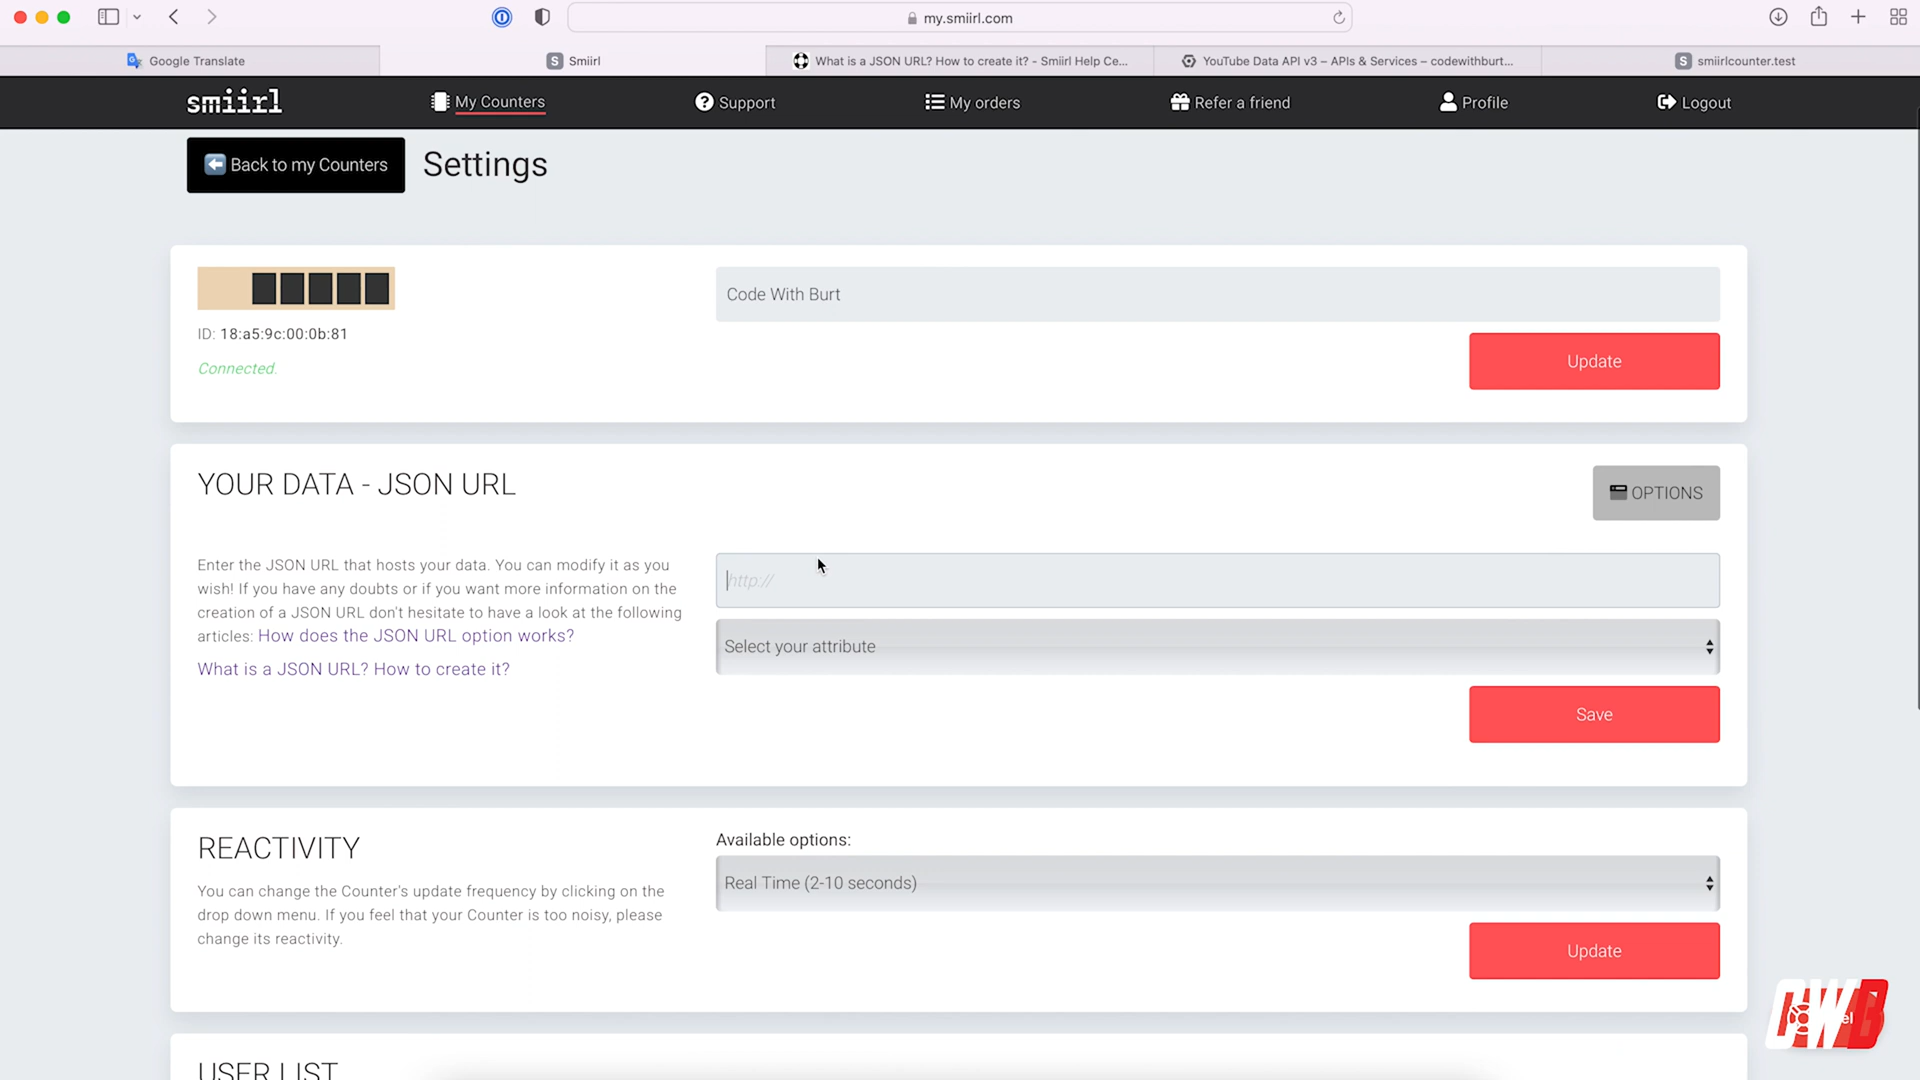 my.smiirl.com
Google Translate
S Smiirl
What is a JSON URL? How to create it? - Smiirl Help Ce...
YouTube Data API v3 – APIs & Services – codewithburt...
S smiirlcounter.test
smiirl
My Counters
Support
My orders
Refer a friend
Profile
Logout
Back to my Counters
Settings
Code With Burt
ID: 18:a5:9c:00:0b:81
Update
Connected.
YOUR DATA - JSON URL
OPTIONS
Enter the JSON URL that hosts your data. You can modify it as you
wish! If you have any doubts or if you want more information on the
creation of a JSON URL don't hesitate to have a look at the following
articles: How does the JSON URL option works?
What is a JSON URL? How to create it?
http://
Select your attribute
Save
REACTIVITY
You can change the Counter's update frequency by clicking on the
drop down menu. If you feel that your Counter is too noisy, please
change its reactivity.
Available options:
Real Time (2-10 seconds)
Update
USER LIST
CWB